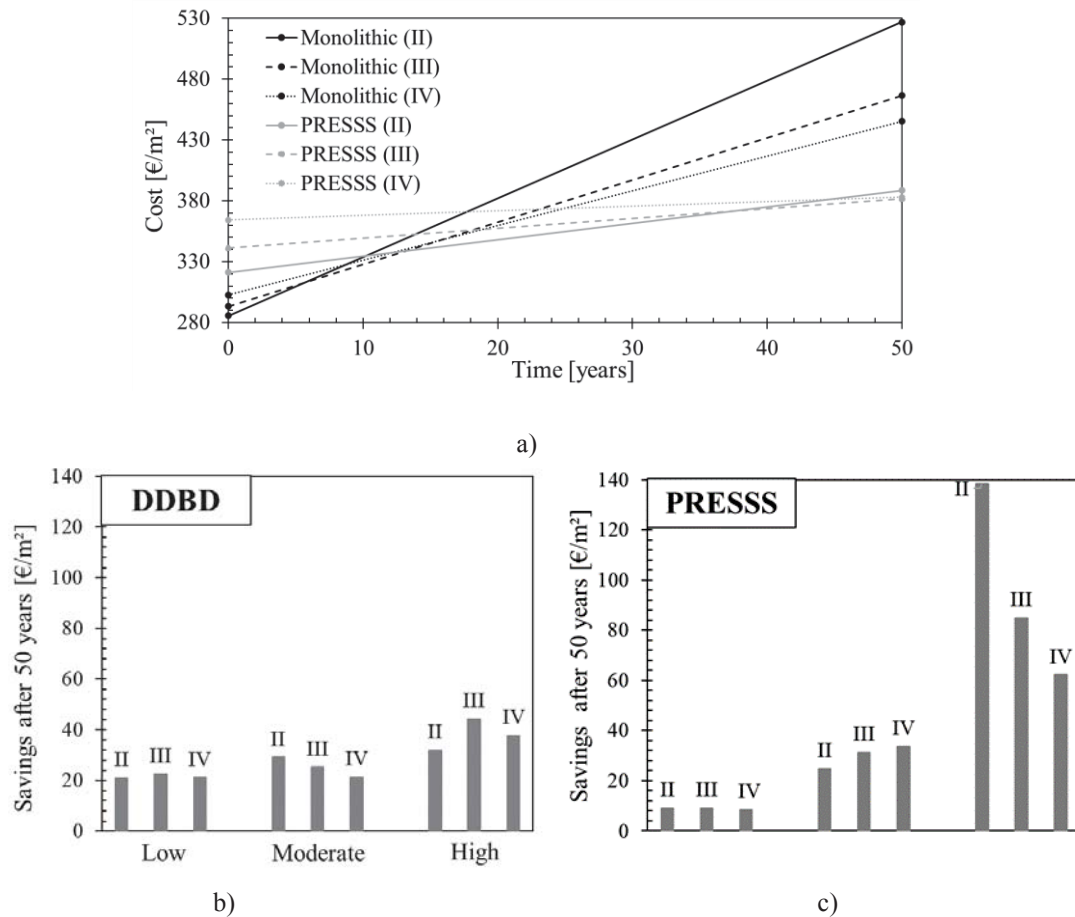 530
480
430
380
330
280
Cost [€/m²]
Monolithic (II)
Monolithic (III)
Monolithic (IV)
PRESSS (II)
PRESSS (III)
PRESSS (IV)
0 10 20 30 40 50
Time [years]
a)
140
120
100
80
60
40
20
0
Savings after 50 years [€/m²]
DDBD
II III IV
II III IV
II III IV
Low Moderate High
b)
140
120
100
80
60
40
20
0
Savings after 50 years [€/m²]
PRESSS
II III IV
II III IV
II III IV
c)